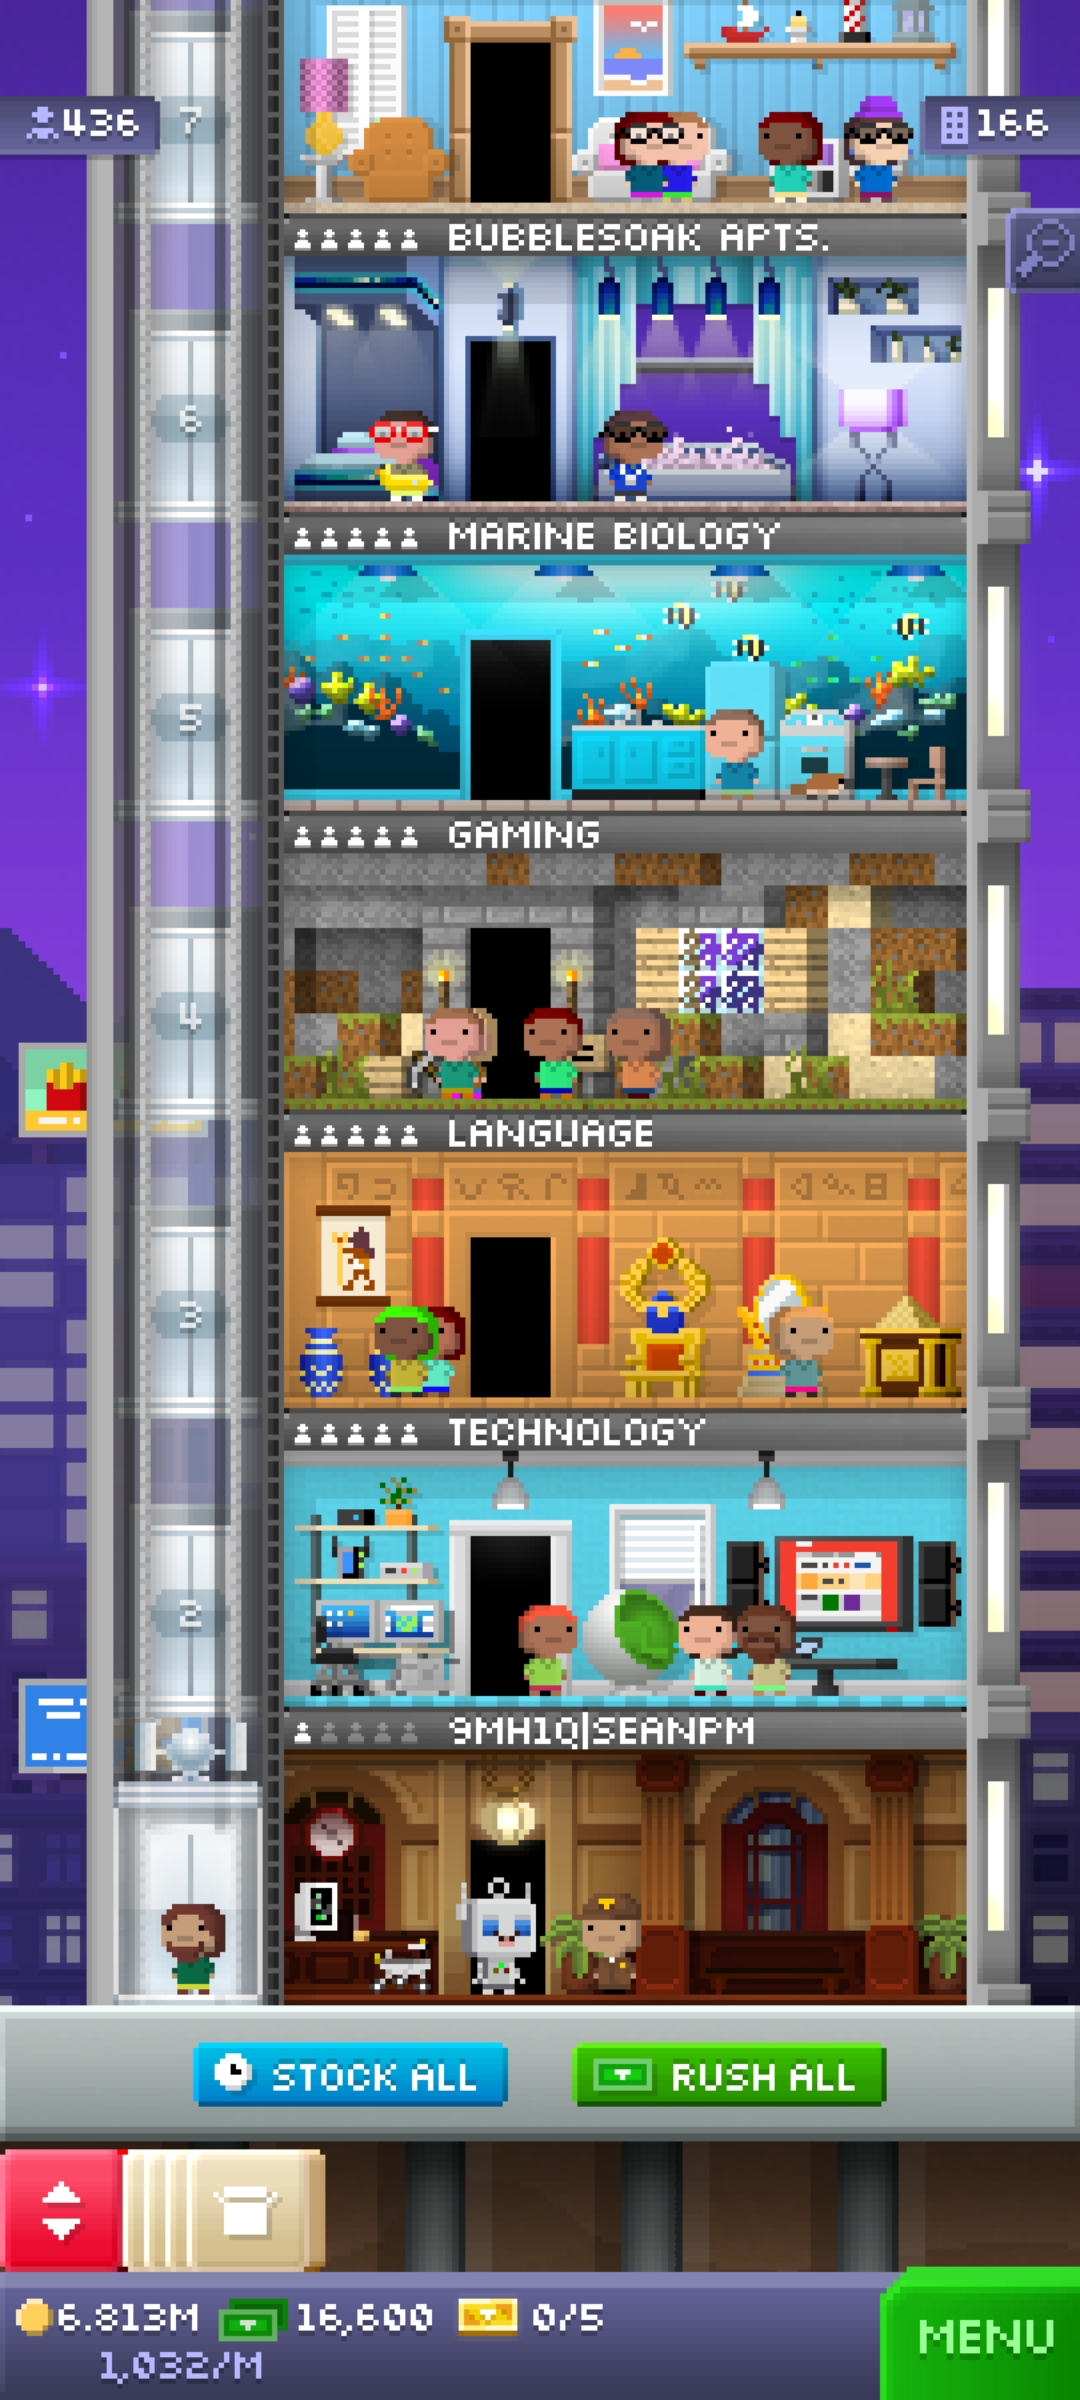 7
436
166
BUBBLESOAK APTS.
6
MARINE BIOLOGY
5
GAMING
4
LANGUAGE
3
TECHNOLOGY
2
9MH1Q|SEANPM
STOCK ALL
RUSH ALL
6.813M
16,600
0/5
1,032/M
MENU